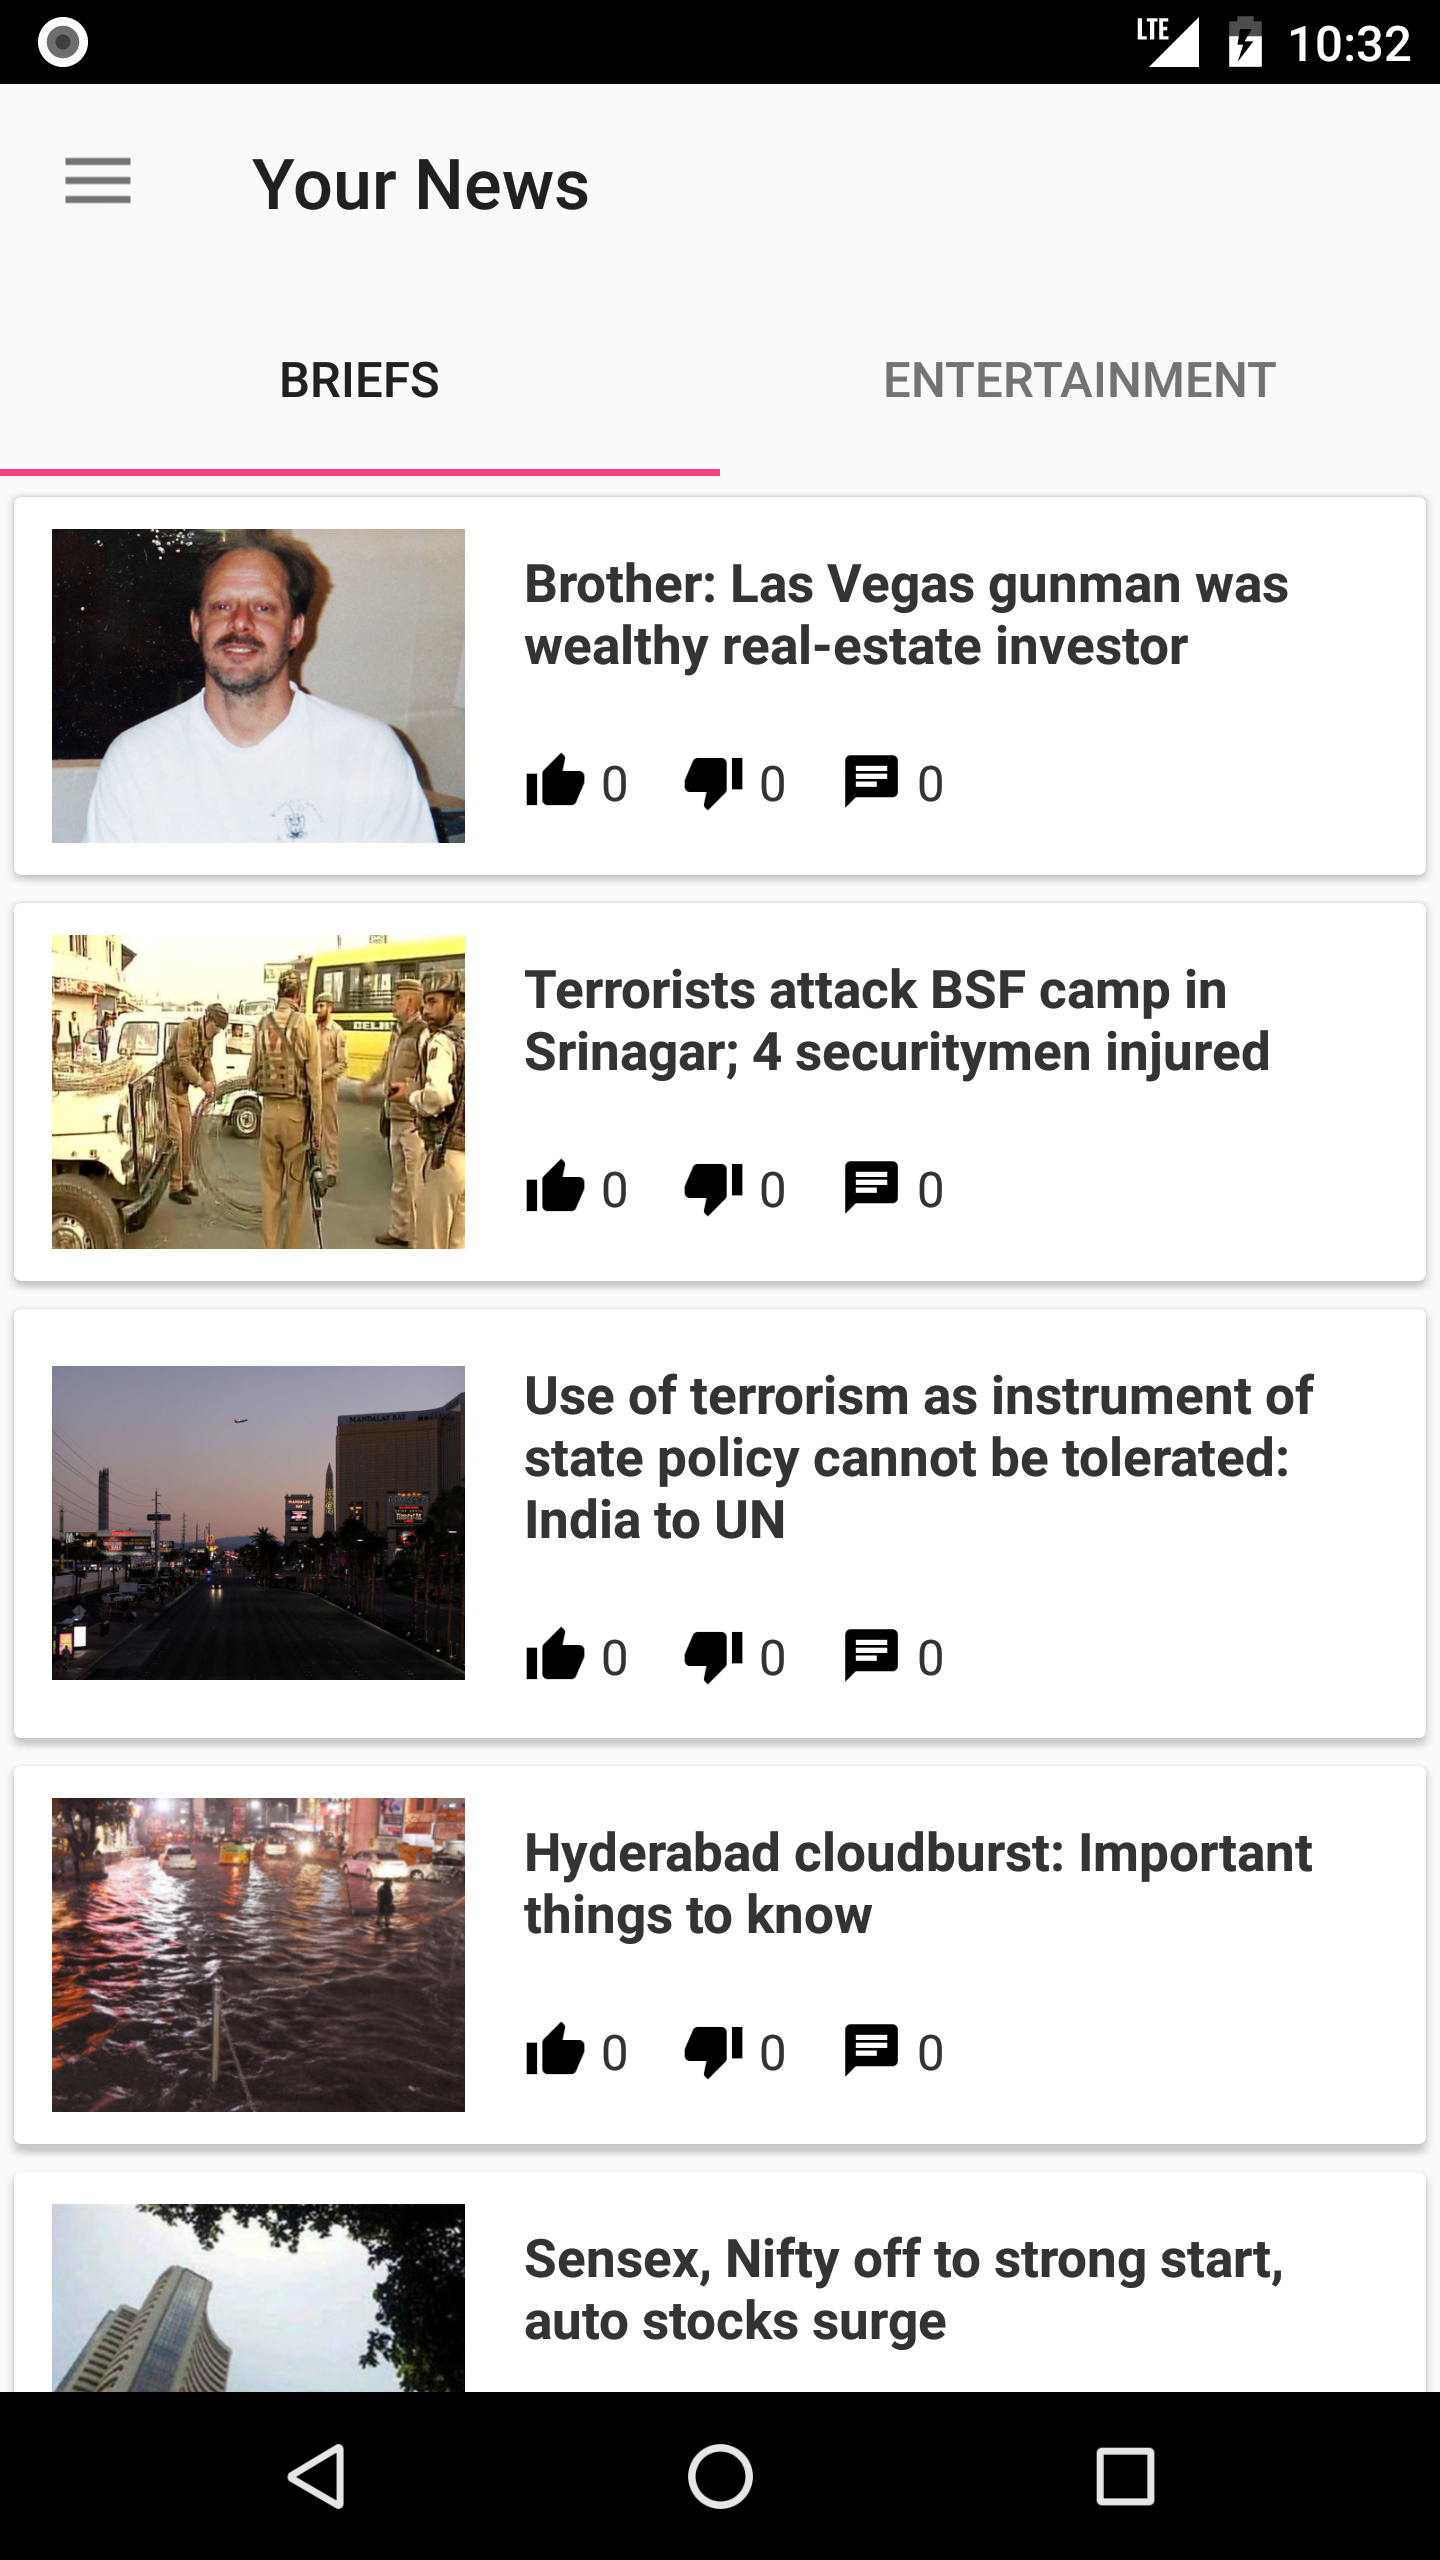 LTE 10:32
Your News
BRIEFS
ENTERTAINMENT
Brother: Las Vegas gunman was
wealthy real-estate investor
0 0 0
DELHI
Terrorists attack BSF camp in
Srinagar; 4 securitymen injured
0 0 0
MANDALAY BAY
Use of terrorism as instrument of
state policy cannot be tolerated:
India to UN
0 0 0
Hyderabad cloudburst: Important
things to know
0 0 0
Sensex, Nifty off to strong start,
auto stocks surge